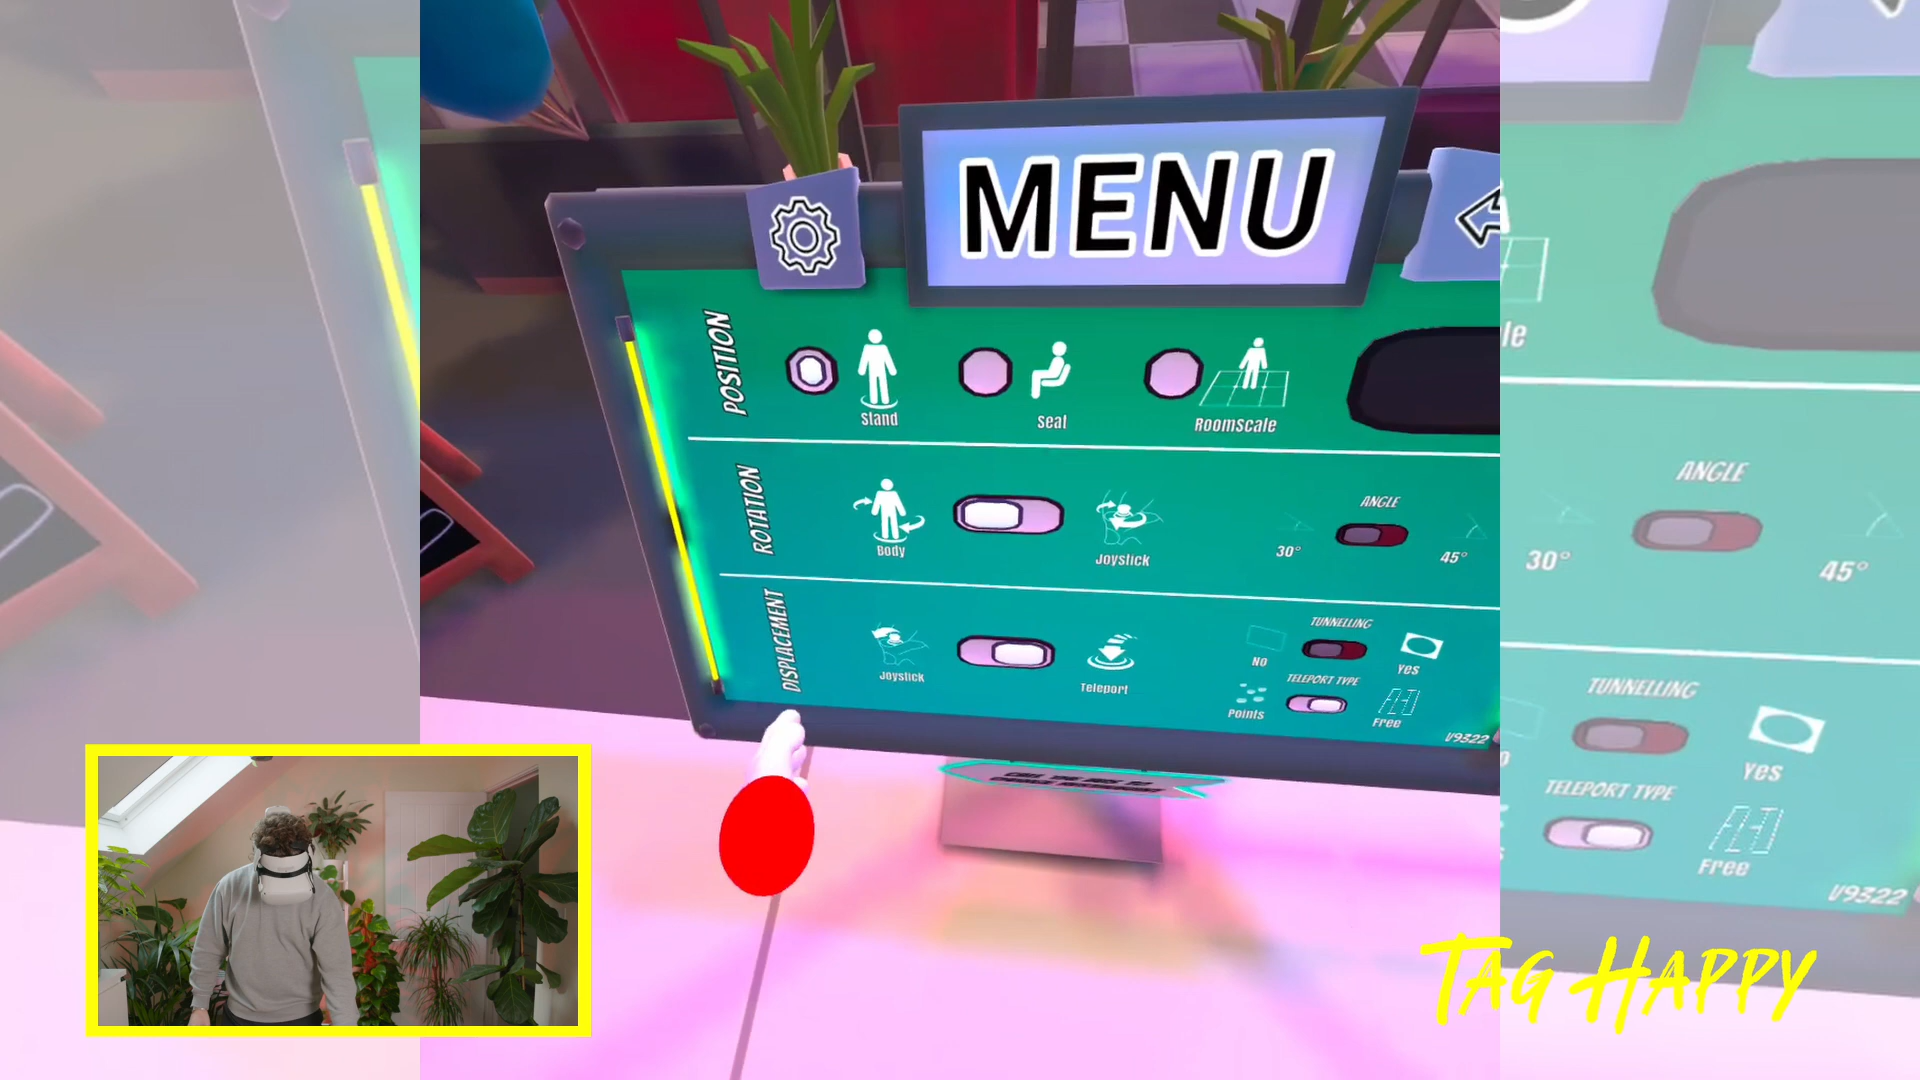 MENU
POSITION
Stand
Seat
Roomscale
ROTATION
Body
Joystick
ANGLE
30°
45°
DISPLACEMENT
Joystick
Teleport
TUNNELLING
No
Yes
TELEPORT TYPE
Points
Free
V9322
le
ANGLE
30°
45°
TUNNELLING
Yes
TELEPORT TYPE
Free
V9322
TAG HAPPY